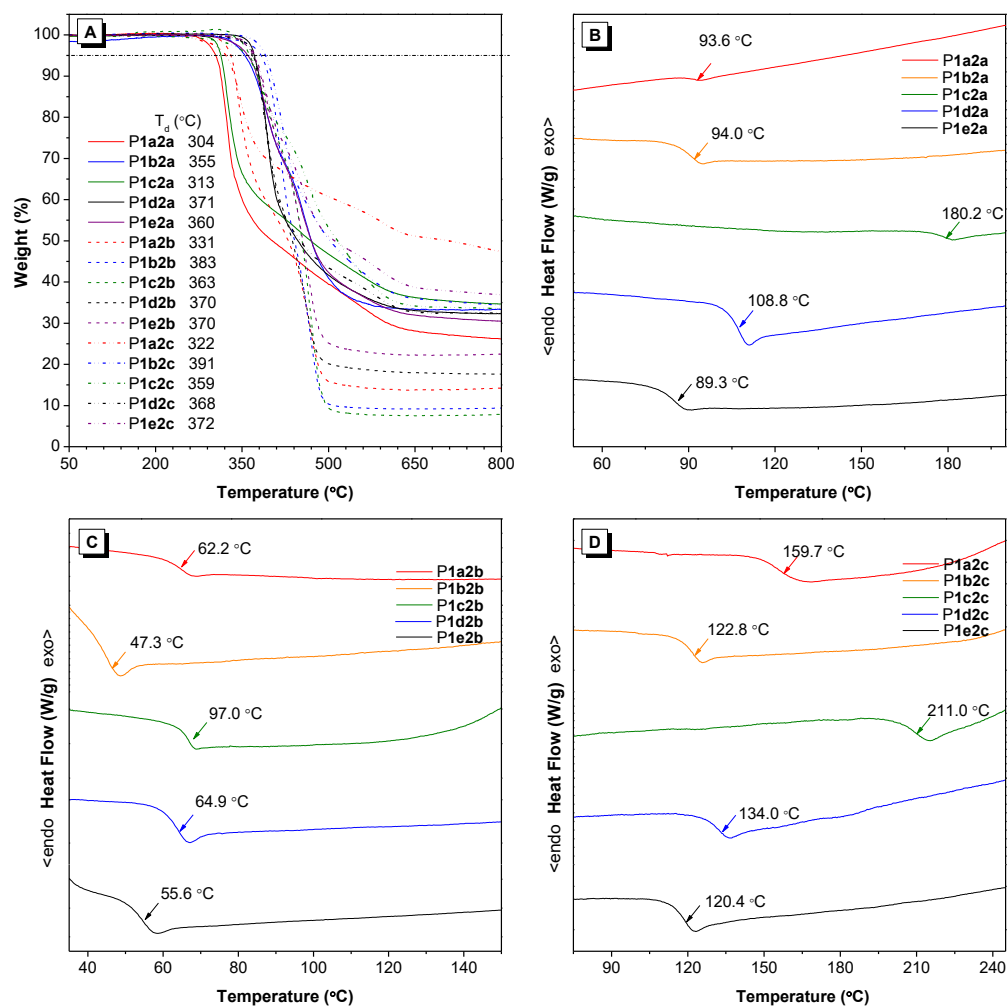 A
Weight (%)
100
90
80
70
60
50
40
30
20
10
0
T_d (°C)
P1a2a 304
P1b2a 355
P1c2a 313
P1d2a 371
P1e2a 360
P1a2b 331
P1b2b 383
P1c2b 363
P1d2b 370
P1e2b 370
P1a2c 322
P1b2c 391
P1c2c 359
P1d2c 368
P1e2c 372
50 200 350 500 650 800
Temperature (°C)
B
<endo Heat Flow (W/g) exo>
93.6 °C
94.0 °C
180.2 °C
108.8 °C
89.3 °C
P1a2a
P1b2a
P1c2a
P1d2a
P1e2a
60 90 120 150 180
Temperature (°C)
C
<endo Heat Flow (W/g) exo>
62.2 °C
47.3 °C
97.0 °C
64.9 °C
55.6 °C
P1a2b
P1b2b
P1c2b
P1d2b
P1e2b
40 60 80 100 120 140
Temperature (°C)
D
<endo Heat Flow (W/g) exo>
159.7 °C
122.8 °C
211.0 °C
134.0 °C
120.4 °C
P1a2c
P1b2c
P1c2c
P1d2c
P1e2c
90 120 150 180 210 240
Temperature (°C)